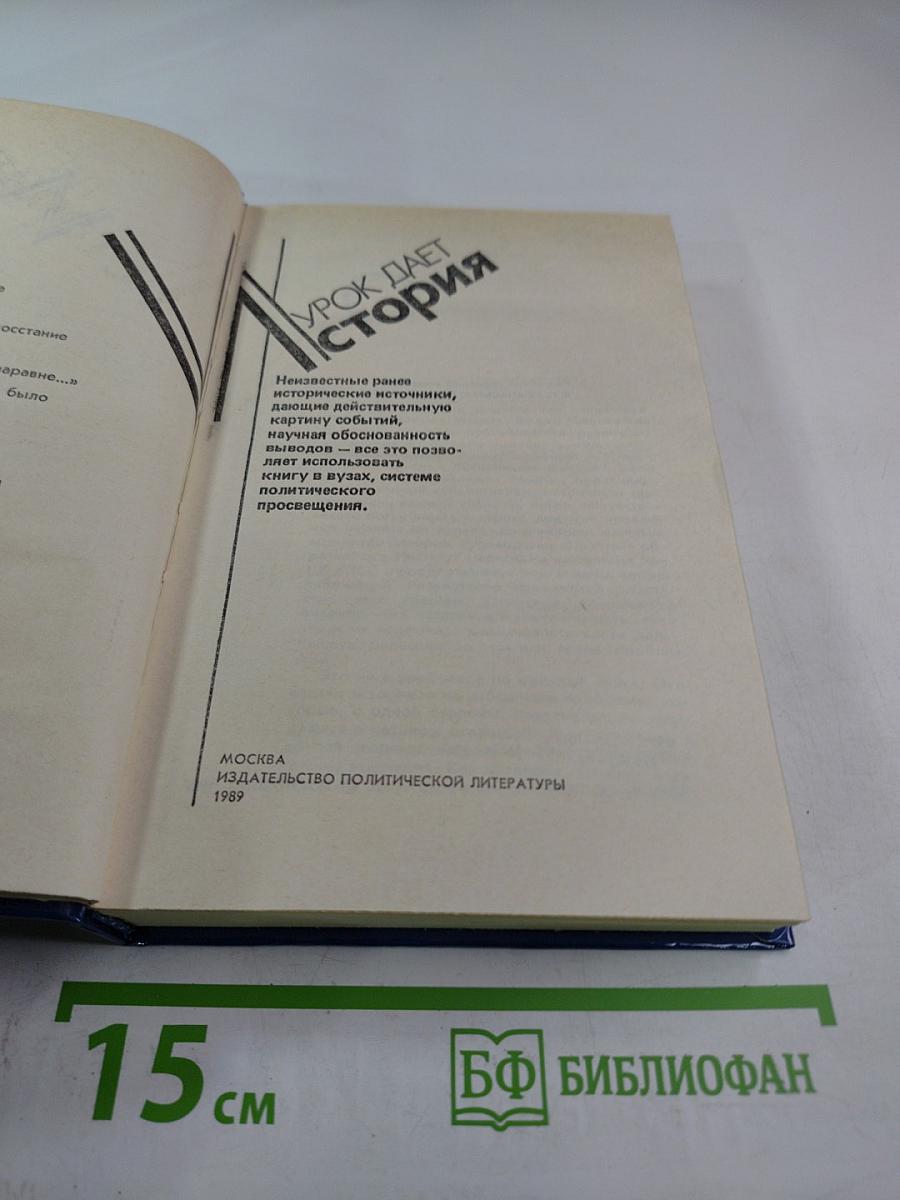 осстание
наравне...»
было
УРОК ДАЕТ
История
Неизвестные ранее
исторические источники,
дающие действительную
картину событий,
научная обоснованность
выводов — все это позво-
ляет использовать
книгу в вузах, системе
политического
просвещения.
МОСКВА
ИЗДАТЕЛЬСТВО ПОЛИТИЧЕСКОЙ ЛИТЕРАТУРЫ
1989
15 см
БФ БИБЛИОФАН